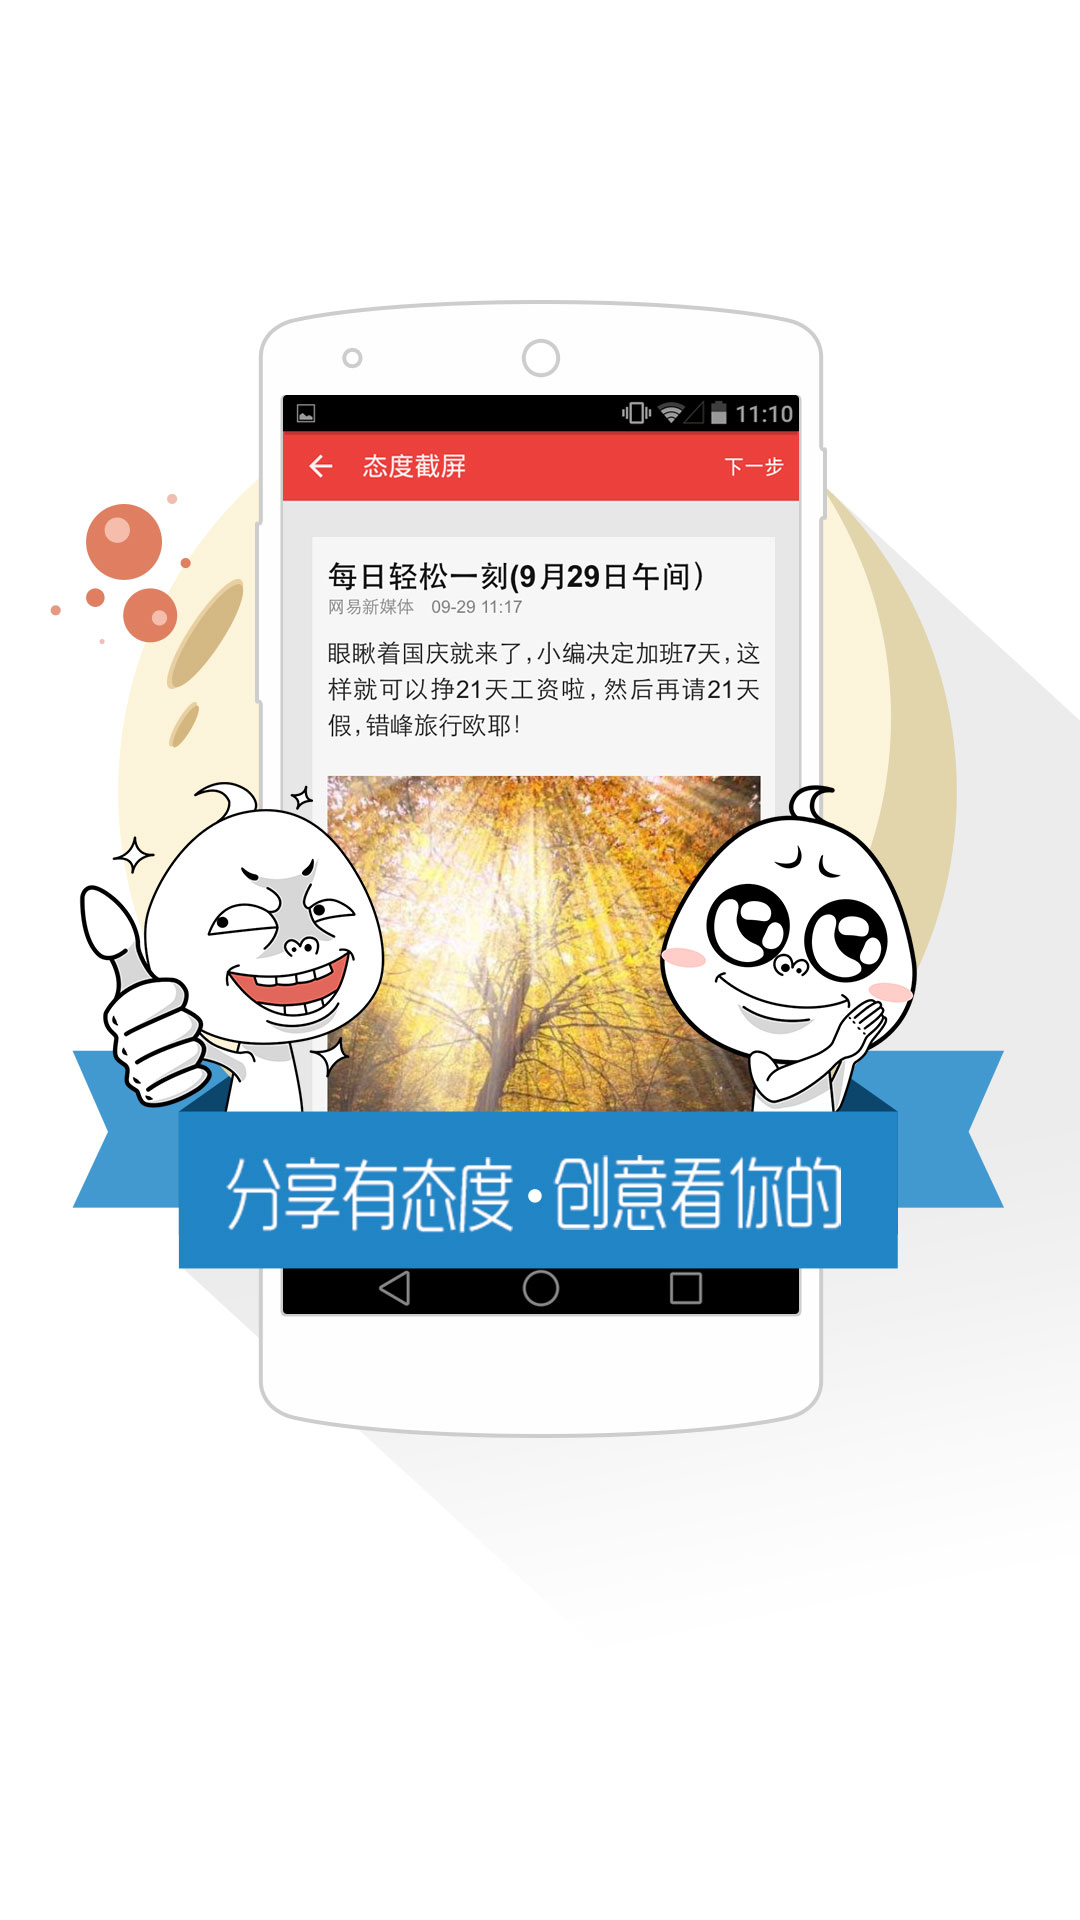 11:10
态度截屏 下一步
每日轻松一刻(9月29日午间)
网易新媒体 09-29 11:17
眼瞅着国庆就来了,小编决定加班7天,这
样就可以挣21天工资啦,然后再请21天
假,错峰旅行欧耶!
分享有态度·创意看你的